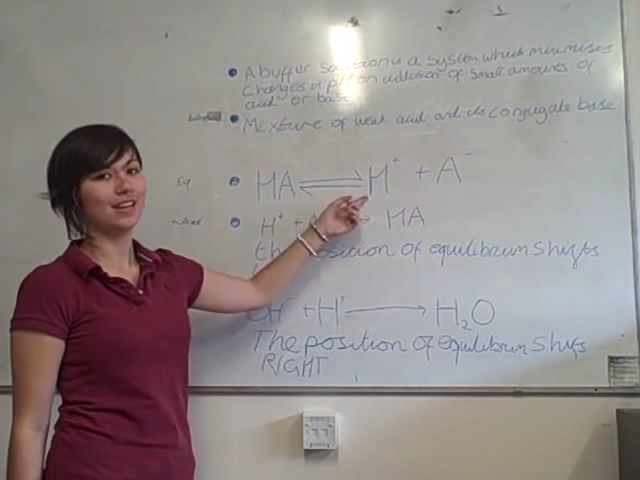 • A buffer solution is a system which minimises
changes in pH on addition of small amounts of
acid or base
• Mixture of weak acid and its conjugate base
Eq • HA ⇌ H⁺ + A⁻
• H⁺ + → HA
position of equilibrium shifts
OH⁻ + H⁺ → H₂O
The position of equilibrium shifts
RIGHT